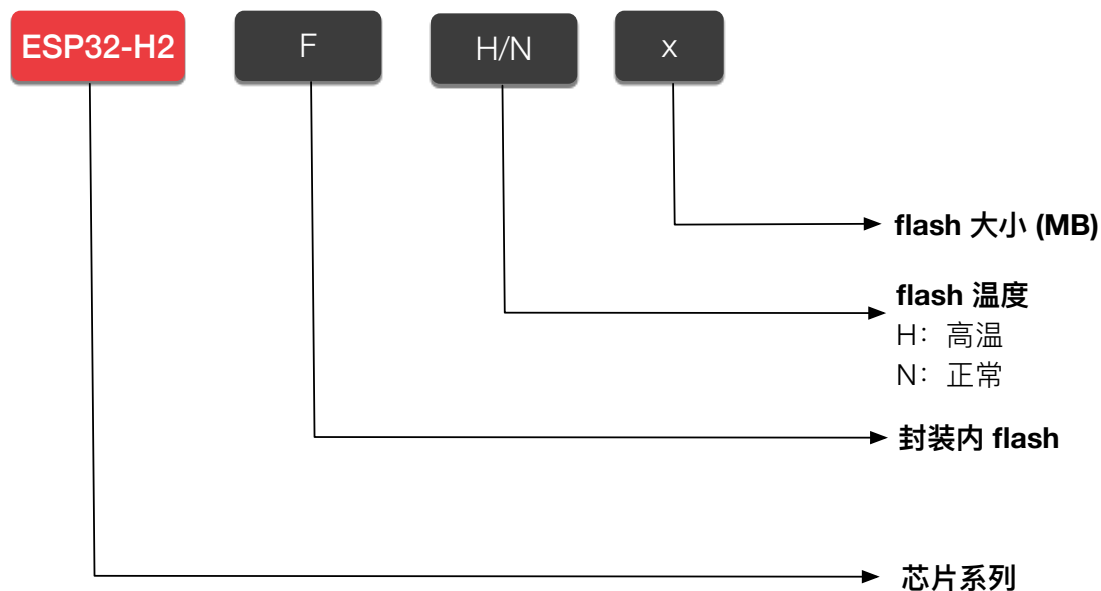 ESP32-H2 F H/N x
flash 大小 (MB)
flash 温度
H：高温
N：正常
封装内 flash
芯片系列